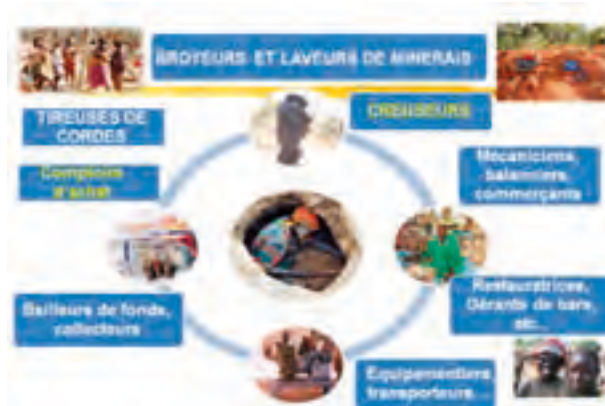 BROYEURS ET LAVEURS DE MINERAIS
TIREUSES DE
CORDES
CREUSEURS
Comptoirs
d'achat
Mécaniciens,
balanciers,
commerçants
Bailleurs de fonds,
collecteurs
Restauratrices,
Gérante de bars,
etc...
Equipementiers
transporteurs...